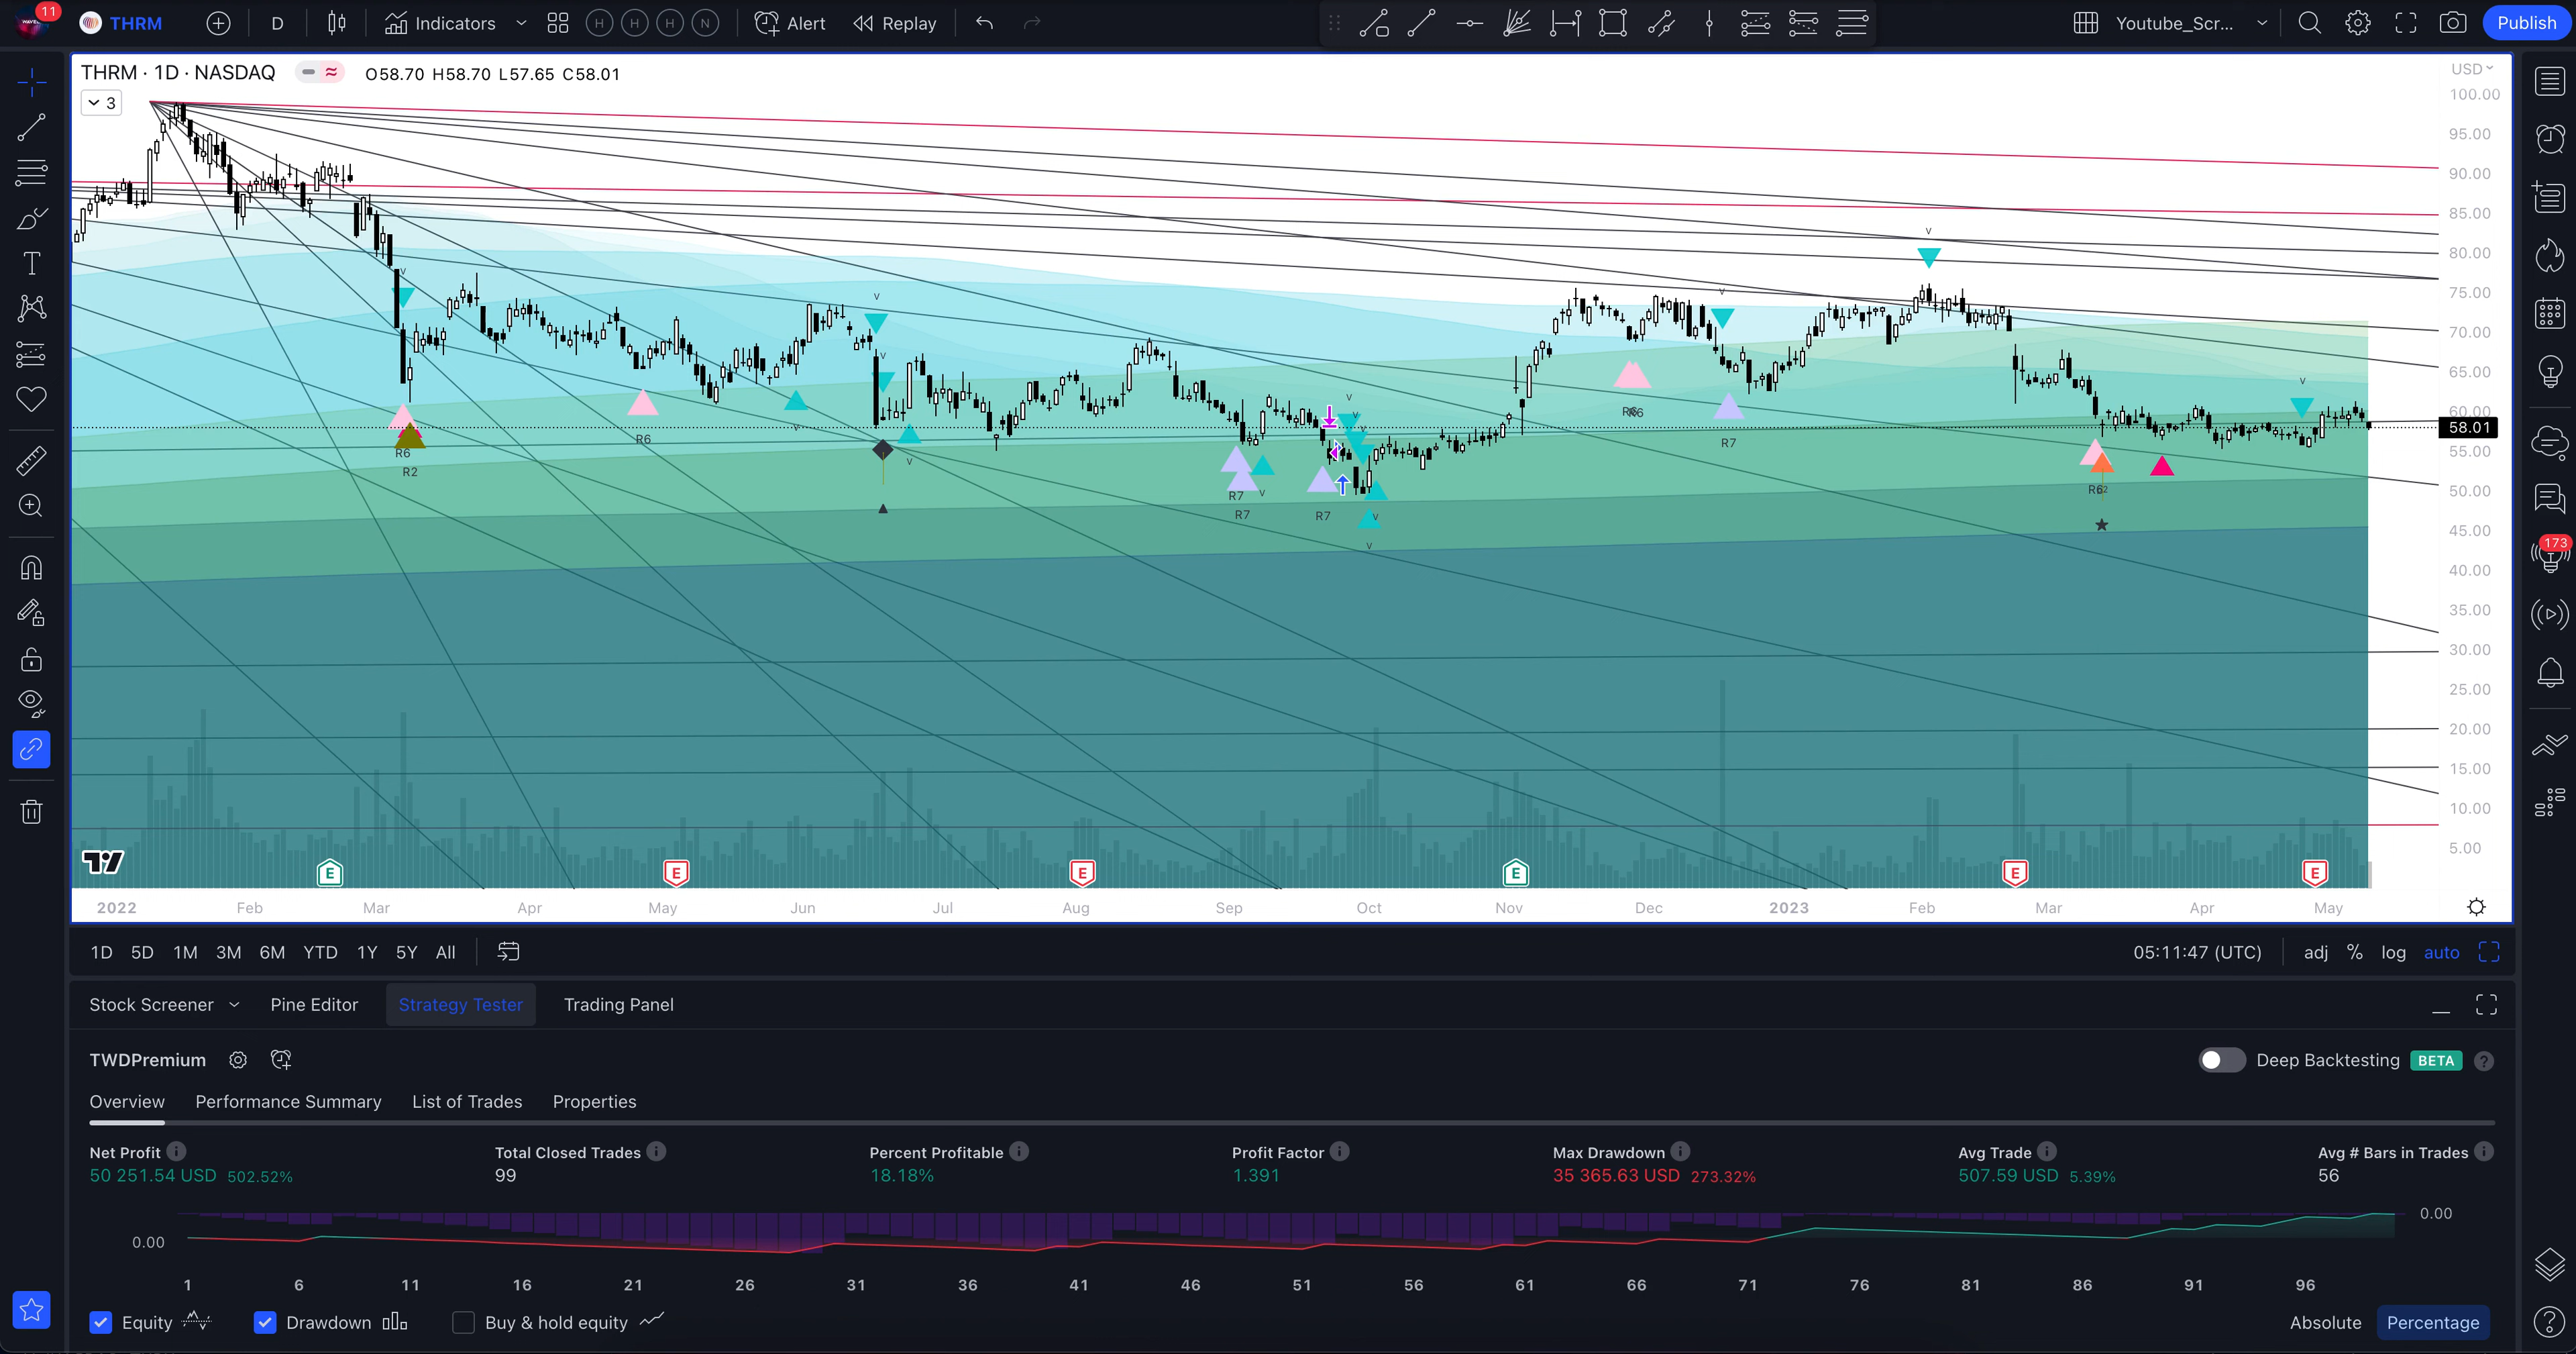 11 THRM D Indicators H H H N Alert Replay Youtube_Scr... Publish
THRM · 1D · NASDAQ O58.70 H58.70 L57.65 C58.01
3
USD
100.00
95.00
90.00
85.00
80.00
75.00
70.00
65.00
60.00
58.01
55.00
50.00
45.00
40.00
35.00
30.00
25.00
20.00
15.00
10.00
5.00
173
v
v
v
v
v
v
v
v
v
v
v
v
v
R6
R2
R6
R7
R7
R7
R6
R7
R6
E E E E E E
2022 Feb Mar Apr May Jun Jul Aug Sep Oct Nov Dec 2023 Feb Mar Apr May
1D 5D 1M 3M 6M YTD 1Y 5Y All 05:11:47 (UTC) adj % log auto
Stock Screener Pine Editor Strategy Tester Trading Panel
TWDPremium Deep Backtesting BETA ?
Overview Performance Summary List of Trades Properties
Net Profit Total Closed Trades Percent Profitable Profit Factor Max Drawdown Avg Trade Avg # Bars in Trades
50 251.54 USD 502.52% 99 18.18% 1.391 35 365.63 USD 273.32% 507.59 USD 5.39% 56
0.00
0.00
1 6 11 16 21 26 31 36 41 46 51 56 61 66 71 76 81 86 91 96
Equity Drawdown Buy & hold equity Absolute Percentage